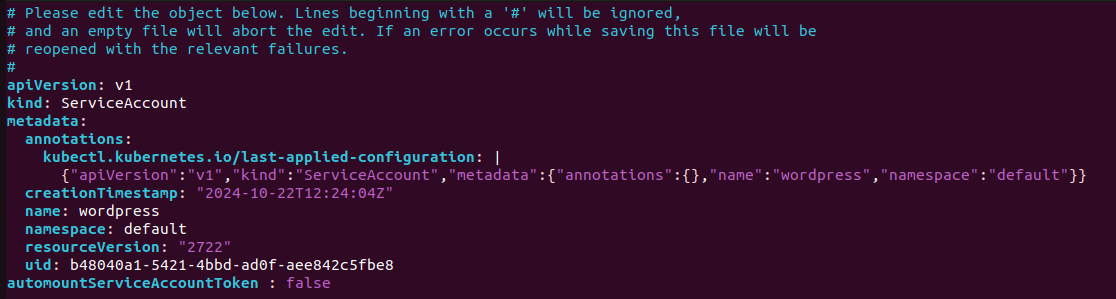 # Please edit the object below. Lines beginning with a '#' will be ignored,
# and an empty file will abort the edit. If an error occurs while saving this file will be
# reopened with the relevant failures.
#
apiVersion: v1
kind: ServiceAccount
metadata:
  annotations:
    kubectl.kubernetes.io/last-applied-configuration: |
      {"apiVersion":"v1","kind":"ServiceAccount","metadata":{"annotations":{},"name":"wordpress","namespace":"default"}}
  creationTimestamp: "2024-10-22T12:24:04Z"
  name: wordpress
  namespace: default
  resourceVersion: "2722"
  uid: b48040a1-5421-4bbd-ad0f-aee842c5fbe8
automountServiceAccountToken : false